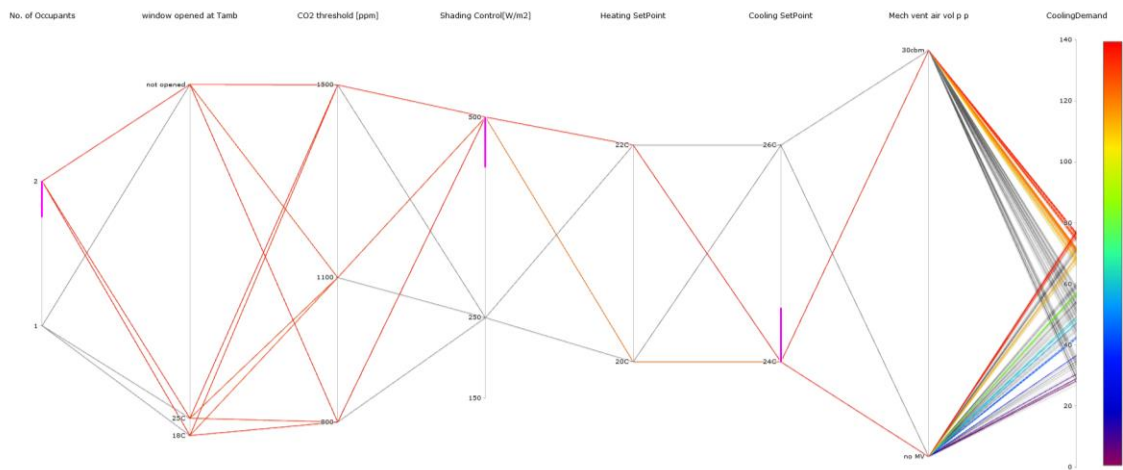 No. of Occupants window opened at Tamb CO2 threshold [ppm] Shading Control[W/m2] Heating SetPoint Cooling SetPoint Mech vent air vol p p CoolingDemand
140
30cbm
not opened 1500
120
500
22C 26C
100
2
80
1100
60
1 250
40
20C 24C
150
20
25C 800
18C
no MV
0